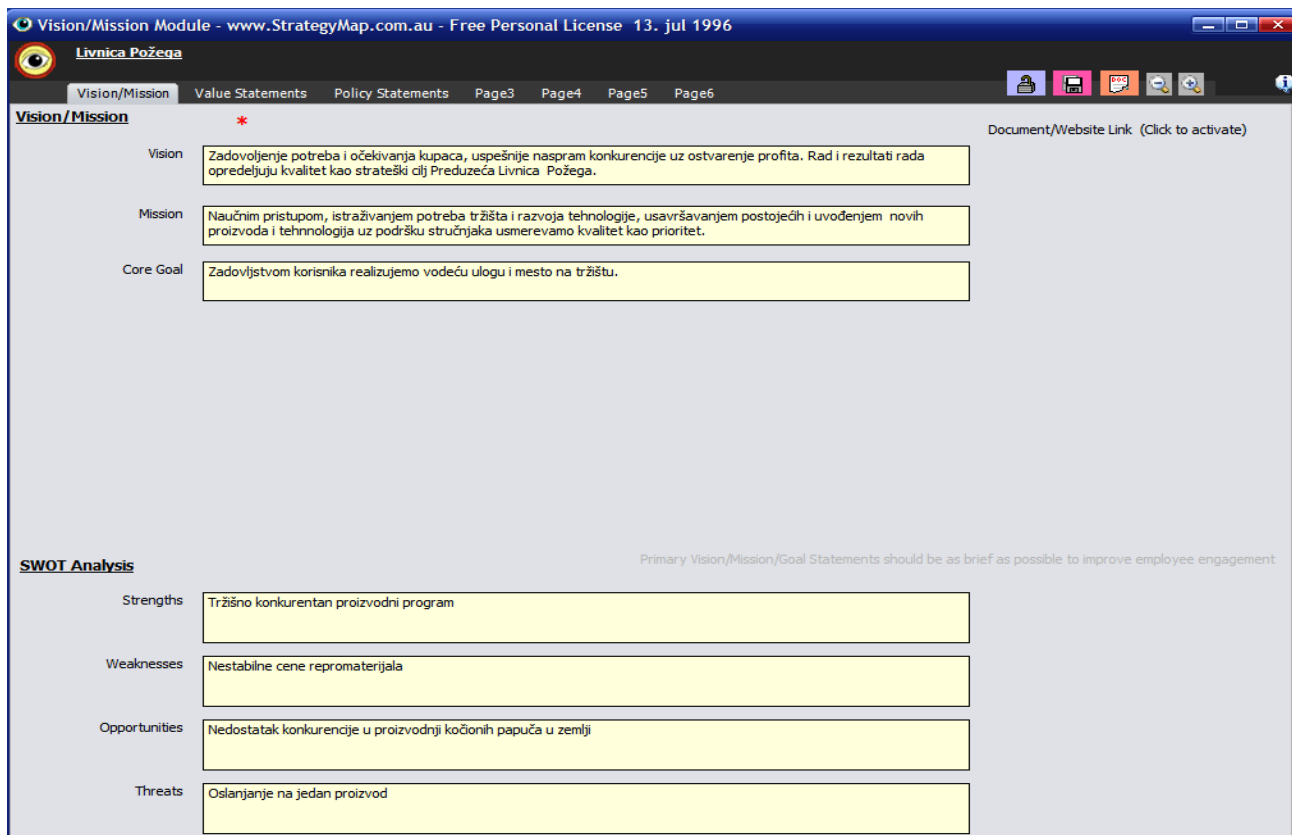 Vision/Mission Module - www.StrategyMap.com.au - Free Personal License 13. jul 1996
Livnica Požega
Vision/Mission Value Statements Policy Statements Page3 Page4 Page5 Page6
DOC
Vision/Mission *
Document/Website Link (Click to activate)
Vision
Zadovoljenje potreba i očekivanja kupaca, uspešnije naspram konkurencije uz ostvarenje profita. Rad i rezultati rada
opredeljuju kvalitet kao strateški cilj Preduzeća Livnica Požega.
Mission
Naučnim pristupom, istraživanjem potreba tržišta i razvoja tehnologije, usavršavanjem postojećih i uvođenjem novih
proizvoda i tehnnologija uz podršku stručnjaka usmerevamo kvalitet kao prioritet.
Core Goal
Zadovljstvom korisnika realizujemo vodeću ulogu i mesto na tržištu.
Primary Vision/Mission/Goal Statements should be as brief as possible to improve employee engagement
SWOT Analysis
Strengths
Tržišno konkurentan proizvodni program
Weaknesses
Nestabilne cene repromaterijala
Opportunities
Nedostatak konkurencije u proizvodnji kočionih papuča u zemlji
Threats
Oslanjanje na jedan proizvod